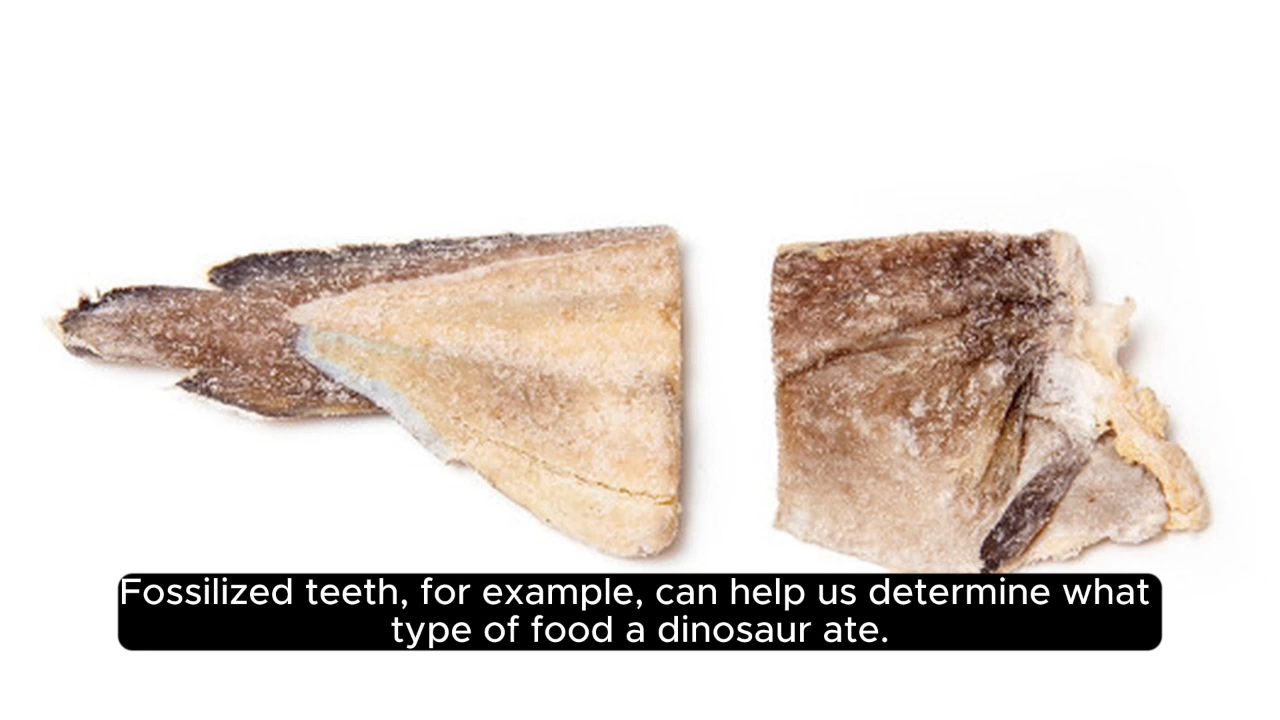 Fossilized teeth, for example, can help us determine what
type of food a dinosaur ate.